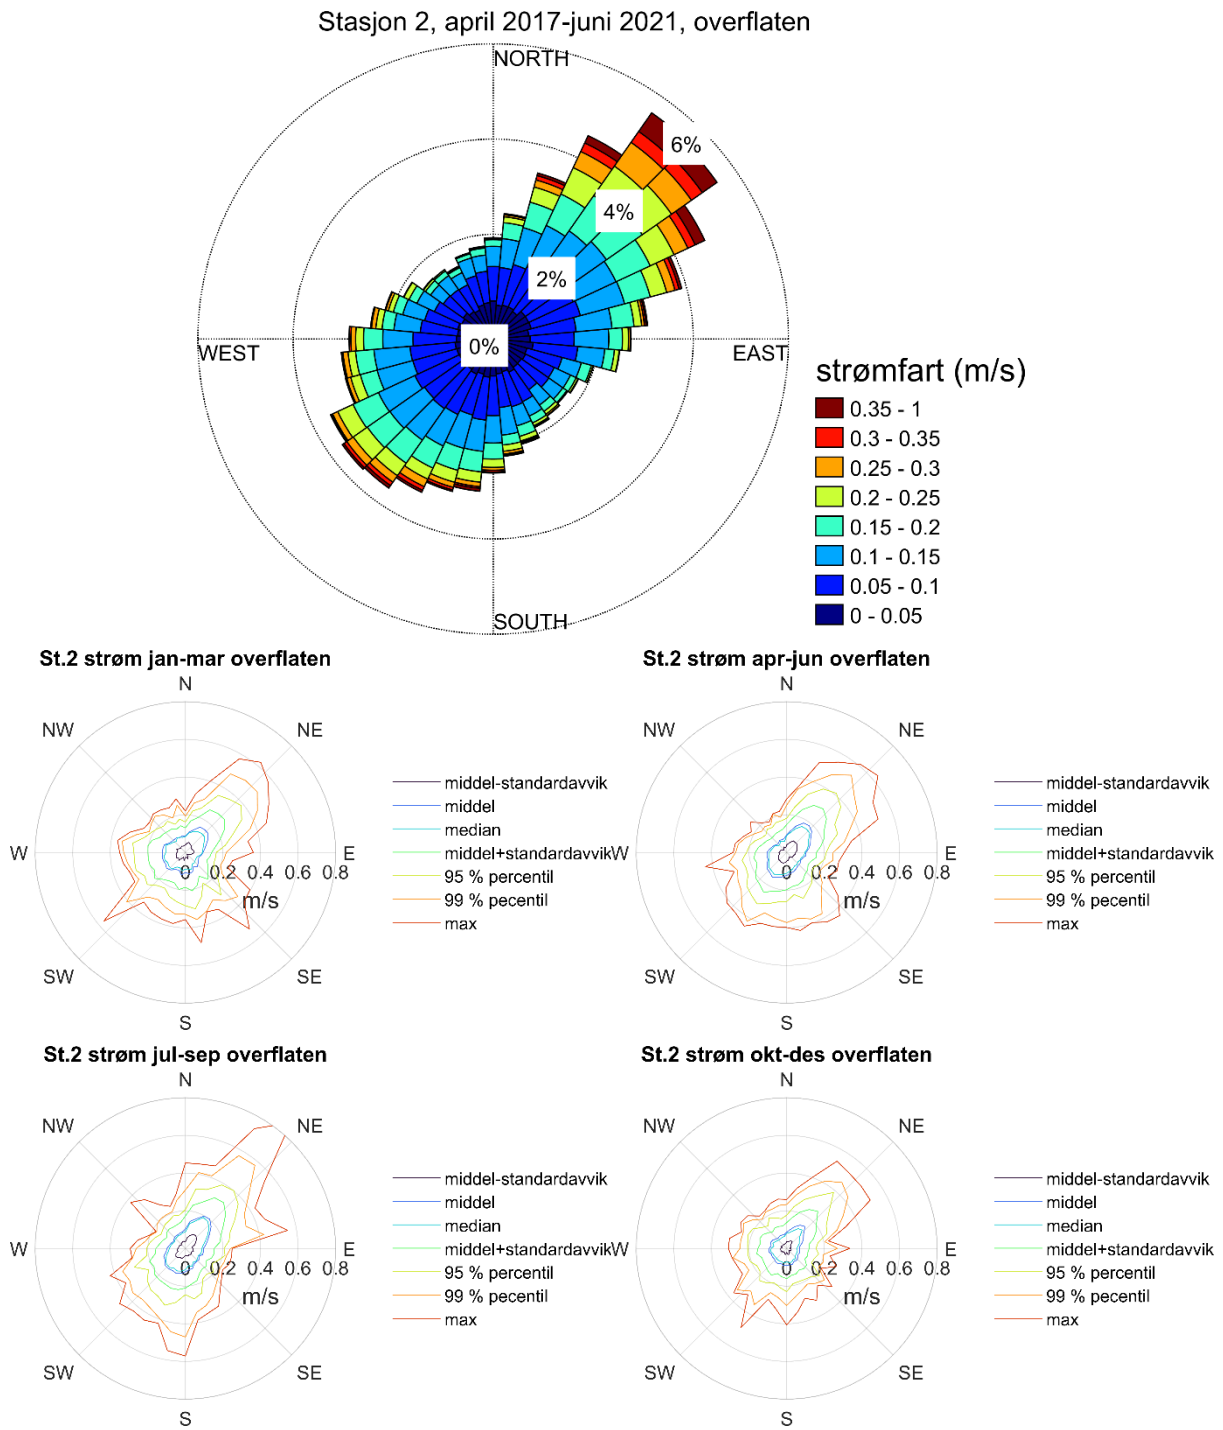 Stasjon 2, april 2017-juni 2021, overflaten
NORTH
6%
4%
2%
0%
WEST
EAST
SOUTH
strømfart (m/s)
0.35 - 1
0.3 - 0.35
0.25 - 0.3
0.2 - 0.25
0.15 - 0.2
0.1 - 0.15
0.05 - 0.1
0 - 0.05
St.2 strøm jan-mar overflaten
N
NW
NE
W
E
0 0.2 0.4 0.6 0.8
m/s
SW
SE
S
middel-standardavvik
middel
median
middel+standardavvik
95 % percentil
99 % pecentil
max
St.2 strøm apr-jun overflaten
N
NW
NE
W
E
0 0.2 0.4 0.6 0.8
m/s
SW
SE
S
middel-standardavvik
middel
median
middel+standardavvik
95 % percentil
99 % pecentil
max
St.2 strøm jul-sep overflaten
N
NW
NE
W
E
0 0.2 0.4 0.6 0.8
m/s
SW
SE
S
middel-standardavvik
middel
median
middel+standardavvik
95 % percentil
99 % pecentil
max
St.2 strøm okt-des overflaten
N
NW
NE
W
E
0 0.2 0.4 0.6 0.8
m/s
SW
SE
S
middel-standardavvik
middel
median
middel+standardavvik
95 % percentil
99 % pecentil
max